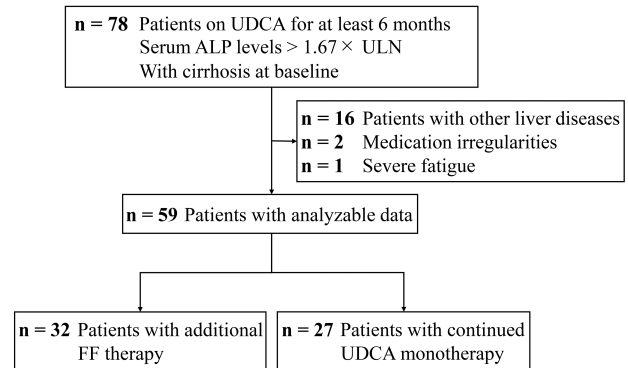 n = 78 Patients on UDCA for at least 6 months
Serum ALP levels > 1.67 × ULN
With cirrhosis at baseline
n = 16 Patients with other liver diseases
n = 2 Medication irregularities
n = 1 Severe fatigue
n = 59 Patients with analyzable data
n = 32 Patients with additional
FF therapy
n = 27 Patients with continued
UDCA monotherapy